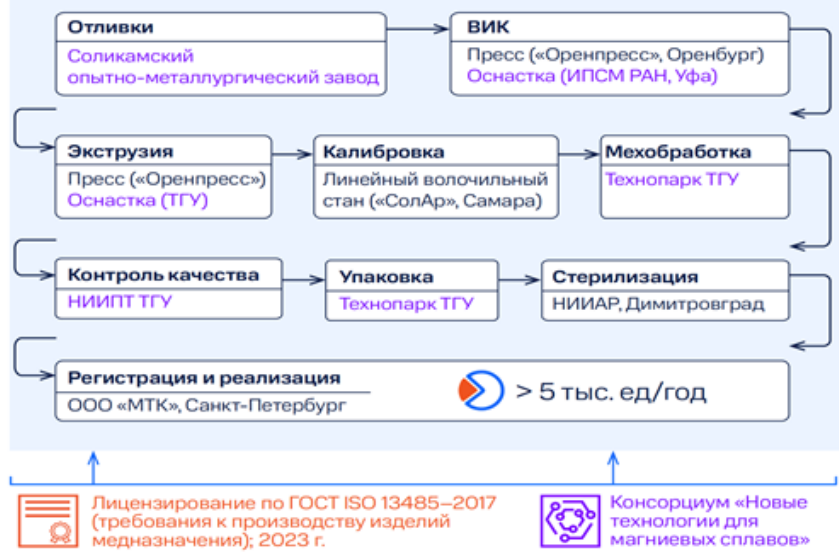 Отливки
Соликамский
опытно-металлургический завод
ВИК
Пресс («Оренпресс», Оренбург)
Оснастка (ИПСМ РАН, Уфа)
Экструзия
Пресс («Оренпресс»)
Оснастка (ТГУ)
Калибровка
Линейный волочильный
стан («СолАр», Самара)
Мехобработка
Технопарк ТГУ
Контроль качества
НИИПТ ТГУ
Упаковка
Технопарк ТГУ
Стерилизация
НИИАР, Димитровград
Регистрация и реализация
ООО «МТК», Санкт-Петербург
> 5 тыс. ед/год
Лицензирование по ГОСТ ISO 13485–2017
(требования к производству изделий
медназначения); 2023 г.
Консорциум «Новые
технологии для
магниевых сплавов»